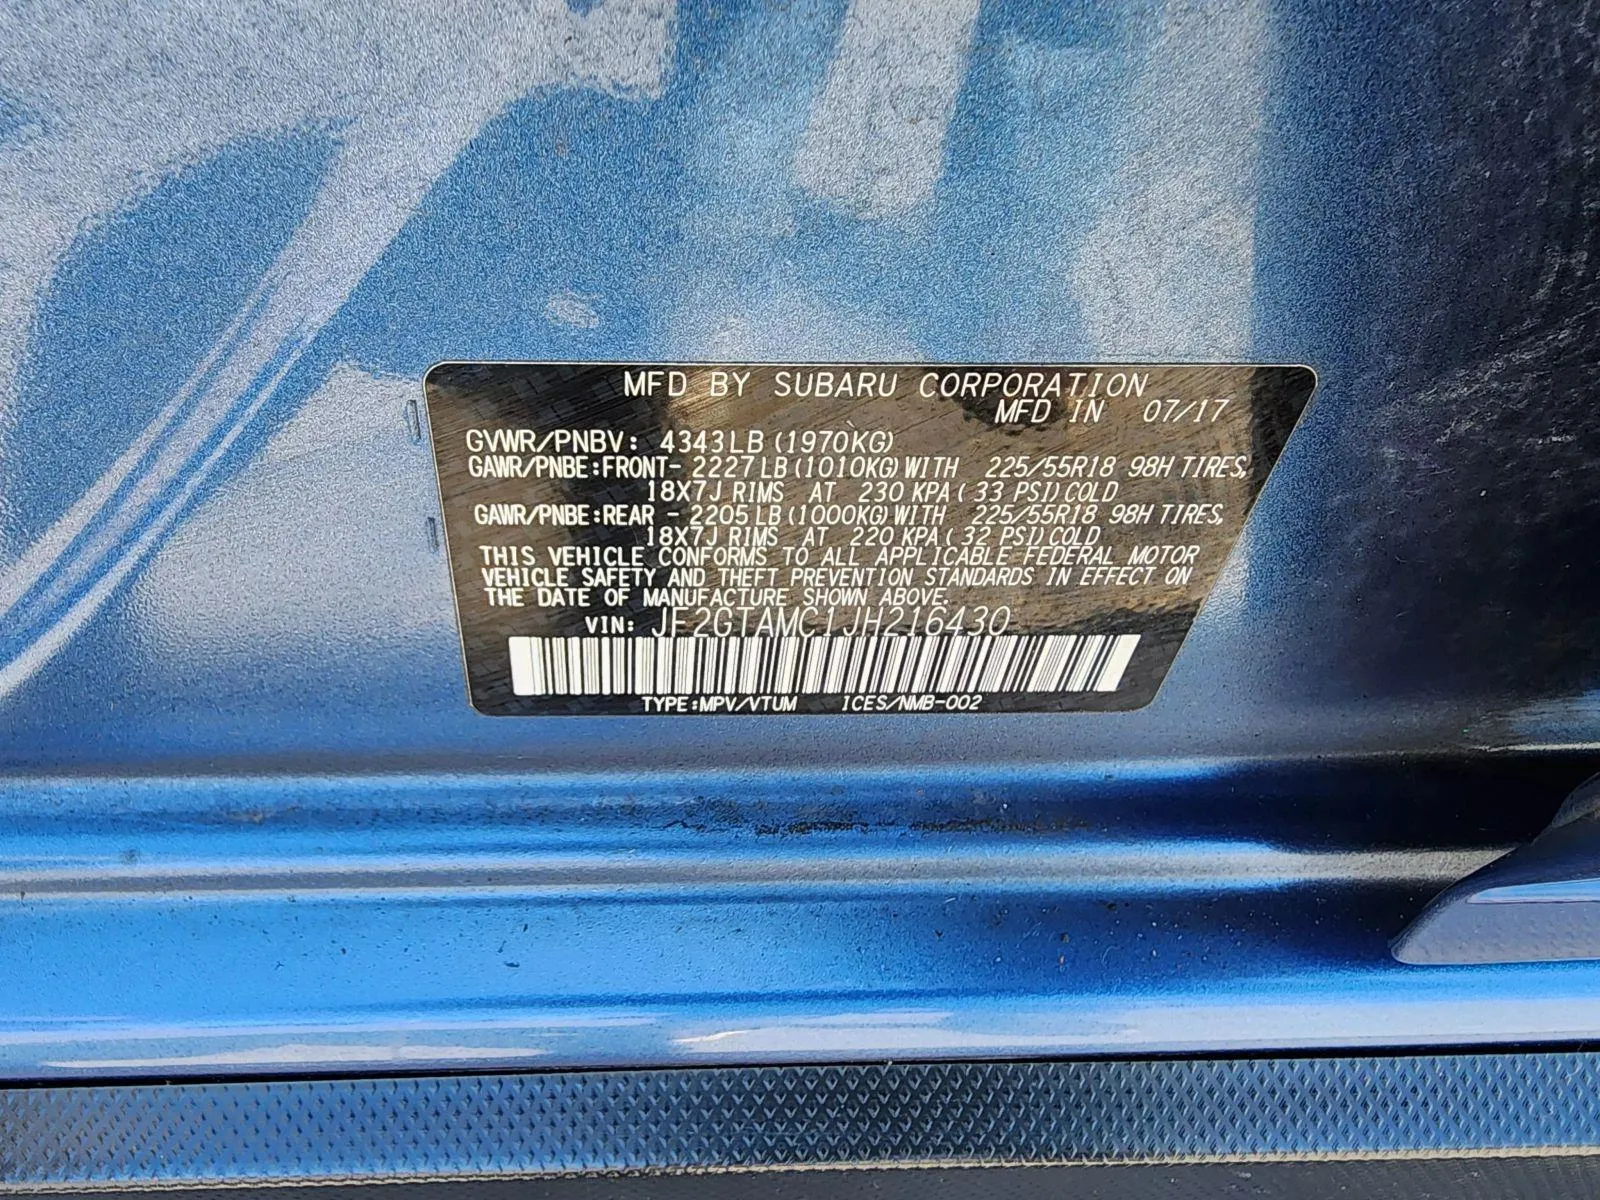 MFD BY SUBARU CORPORATION
MFD IN 07/17
GVWR/PNBV: 4343LB(1970KG)
GAWR/PNBE:FRONT- 2227LB(1010KG)WITH 225/55R18 98H TIRES,
18X7J RIMS AT 230 KPA( 33 PSI)COLD
GAWR/PNBE:REAR - 2205LB(1000KG)WITH 225/55R18 98H TIRES,
18X7J RIMS AT 220 KPA( 32 PSI)COLD
THIS VEHICLE CONFORMS TO ALL APPLICABLE FEDERAL MOTOR
VEHICLE SAFETY AND THEFT PREVENTION STANDARDS IN EFFECT ON
THE DATE OF MANUFACTURE SHOWN ABOVE.
VIN: JF2GTAMC1JH216430
TYPE:MPV/VTUM ICES/NMB-002